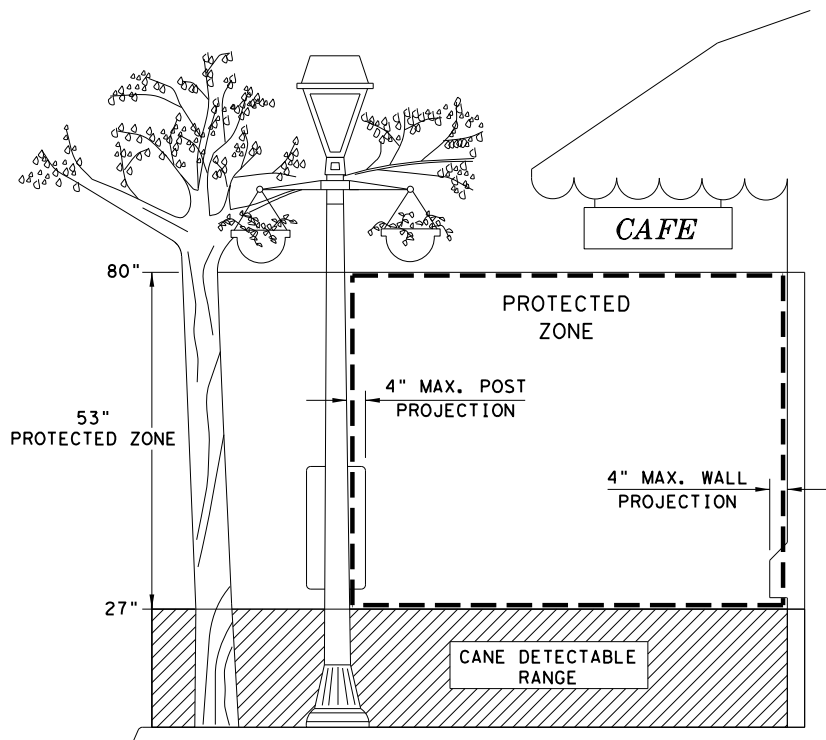 CAFE
80"
PROTECTED
ZONE
4" MAX. POST
PROJECTION
53"
PROTECTED ZONE
4" MAX. WALL
PROJECTION
27"
CANE DETECTABLE
RANGE